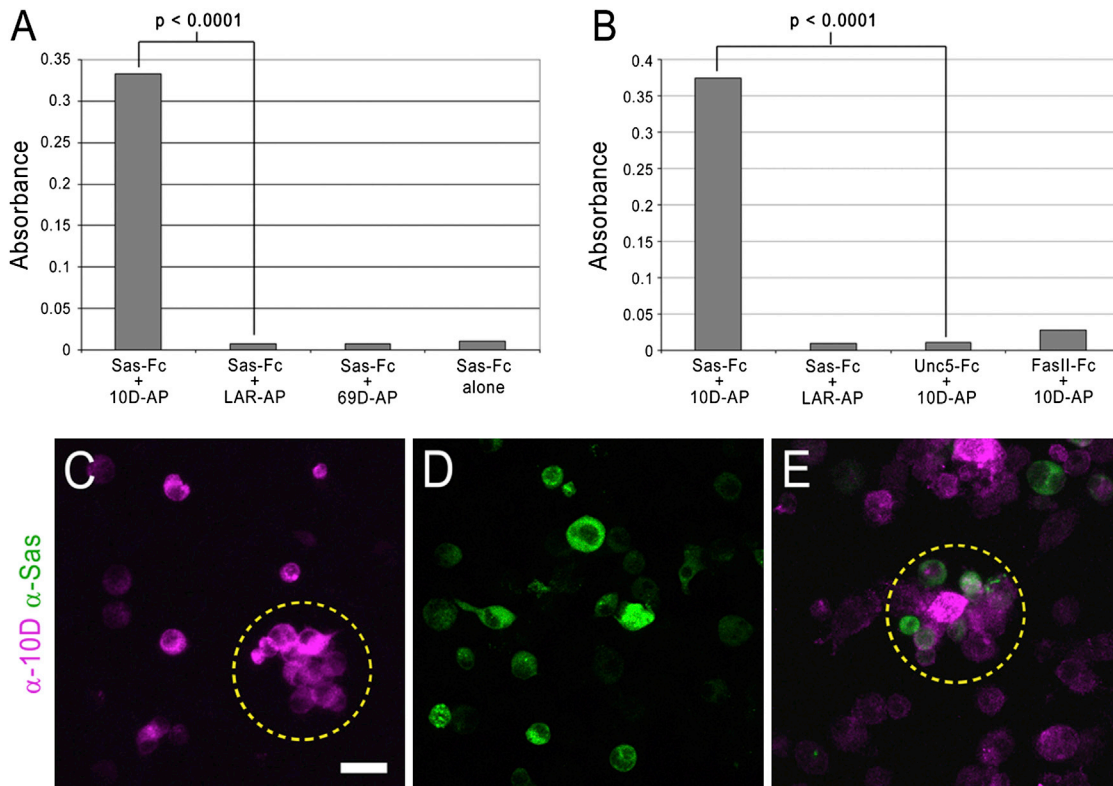 A
p < 0.0001
Absorbance
0.35
0.3
0.25
0.2
0.15
0.1
0.05
0
Sas-Fc
+
10D-AP
Sas-Fc
+
LAR-AP
Sas-Fc
+
69D-AP
Sas-Fc
alone
B
p < 0.0001
Absorbance
0.4
0.35
0.3
0.25
0.2
0.15
0.1
0.05
0
Sas-Fc
+
10D-AP
Sas-Fc
+
LAR-AP
Unc5-Fc
+
10D-AP
FasII-Fc
+
10D-AP
α-10D α-Sas
C
D
E